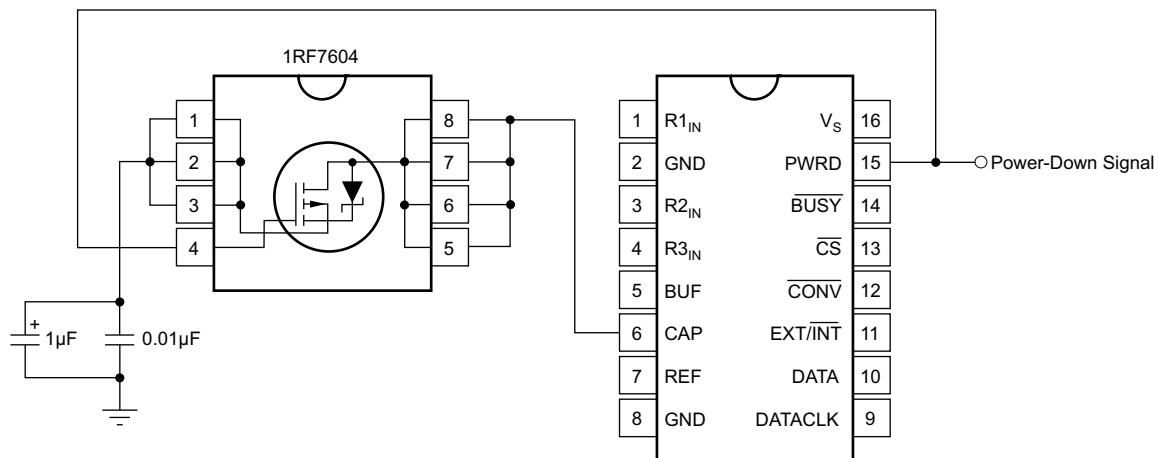 1RF7604
1
2
3
4
8
7
6
5
+
1µF
0.01µF
1 R1IN
2 GND
3 R2IN
4 R3IN
5 BUF
6 CAP
7 REF
8 GND
VS 16
PWRD 15
BUSY 14
CS 13
CONV 12
EXT/INT 11
DATA 10
DATACLK 9
Power-Down Signal